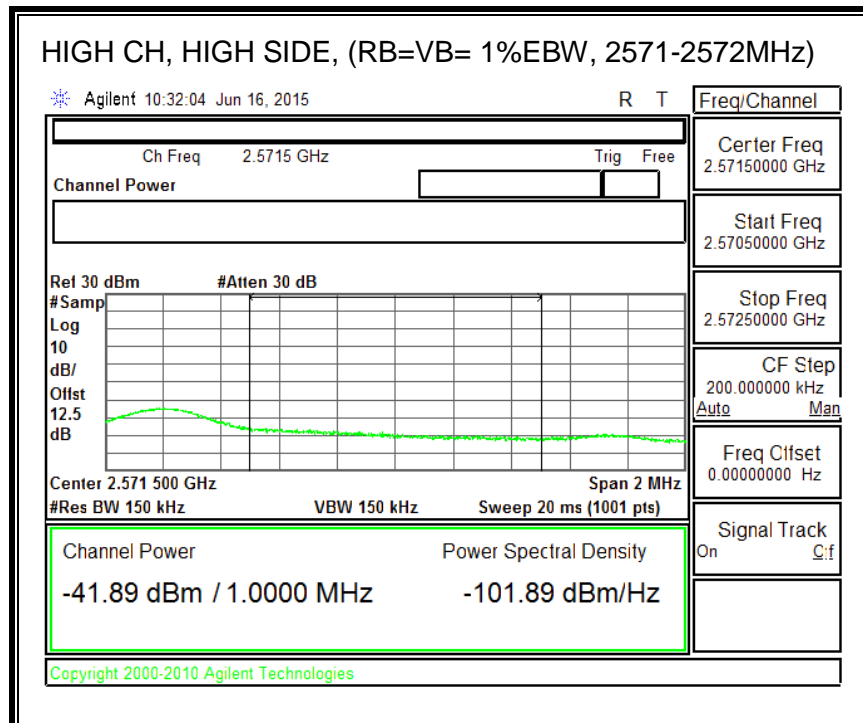 HIGH CH, HIGH SIDE, (RB=VB= 1%EBW, 2571-2572MHz)
Agilent 10:32:04 Jun 16, 2015 R T
Freq/Channel
Ch Freq 2.5715 GHz Trig Free
Channel Power
Center Freq
2.57150000 GHz
Start Freq
2.57050000 GHz
Stop Freq
2.57250000 GHz
CF Step
200.000000 kHz
Auto Man
Freq Offset
0.00000000 Hz
Signal Track
On Off
Ref 30 dBm #Atten 30 dB
#Samp
Log
10
dB/
Offst
12.5
dB
Center 2.571 500 GHz Span 2 MHz
#Res BW 150 kHz VBW 150 kHz Sweep 20 ms (1001 pts)
Channel Power Power Spectral Density
-41.89 dBm / 1.0000 MHz -101.89 dBm/Hz
Copyright 2000-2010 Agilent Technologies